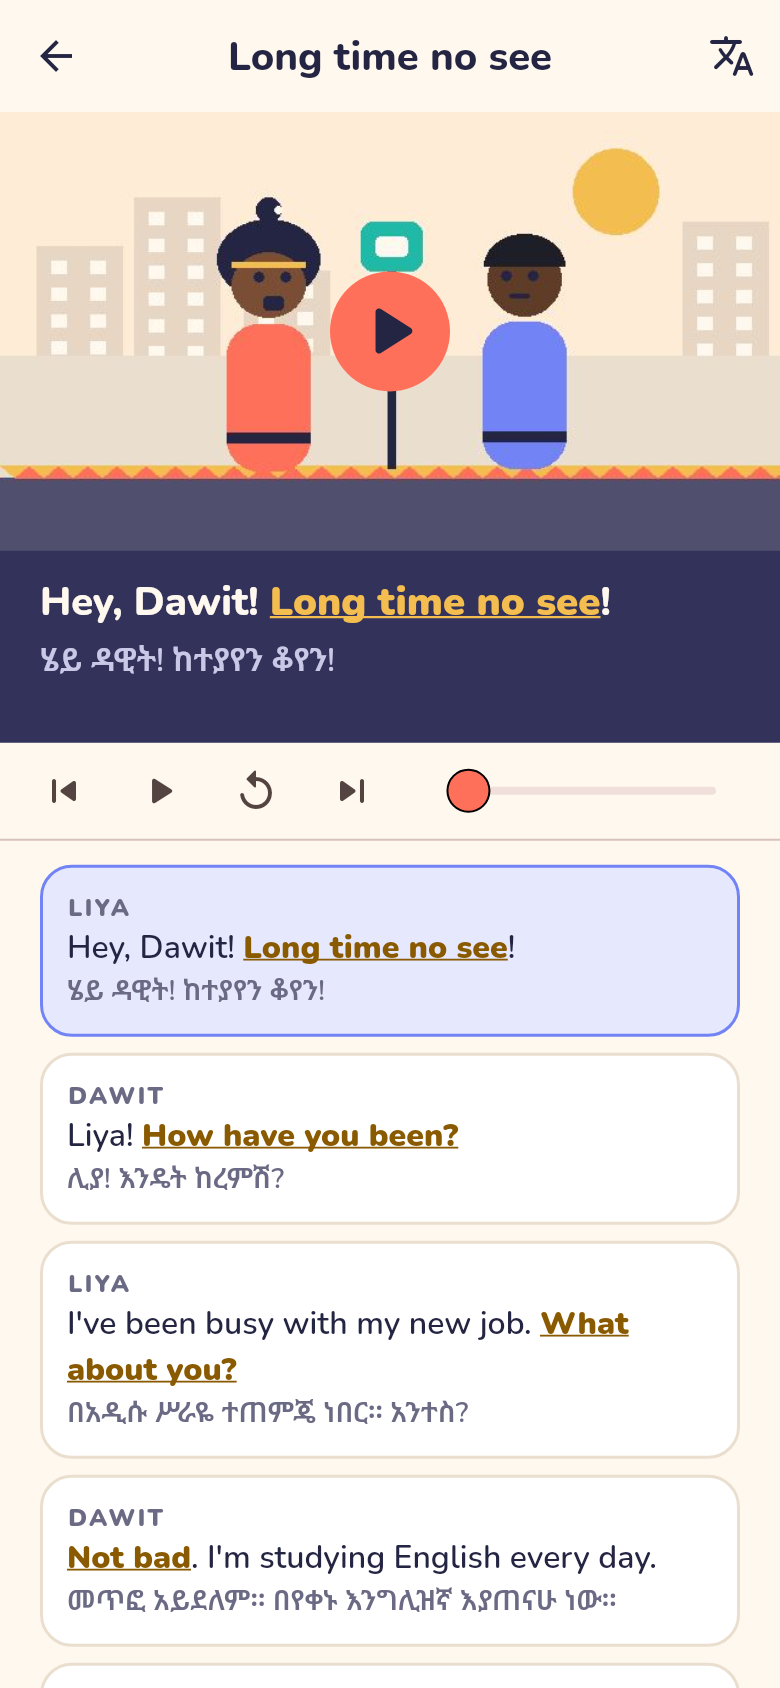 Long time no see
Hey, Dawit! Long time no see!
ሄይ ዳዊት! ከተያየን ቆየን!
LIYA
Hey, Dawit! Long time no see!
ሄይ ዳዊት! ከተያየን ቆየን!
DAWIT
Liya! How have you been?
ሊያ! እንዴት ከረምሽ?
LIYA
I've been busy with my new job. What
about you?
በአዲሱ ሥራዬ ተጠምጄ ነበር። አንተስ?
DAWIT
Not bad. I'm studying English every day.
መጥፎ አይደለም። በየቀኑ እንግሊዝኛ እያጠናሁ ነው።